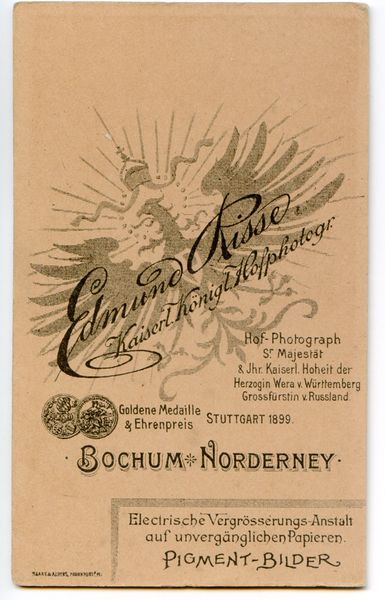 Edmund Risse.
Kaiserl. Königl. Hofphotogr.
Hof-Photograph
Sr Majestät
& Jhr. Kaiserl. Hoheit der
Herzogin Wera v. Württemberg
Grossfürstin v. Russland.
Goldene Medaille
& Ehrenpreis
STUTTGART 1899.
BOCHUM * NORDERNEY.
Electrische Vergrösserungs-Anstalt
auf unvergänglichen Papieren.
PIGMENT-BILDER